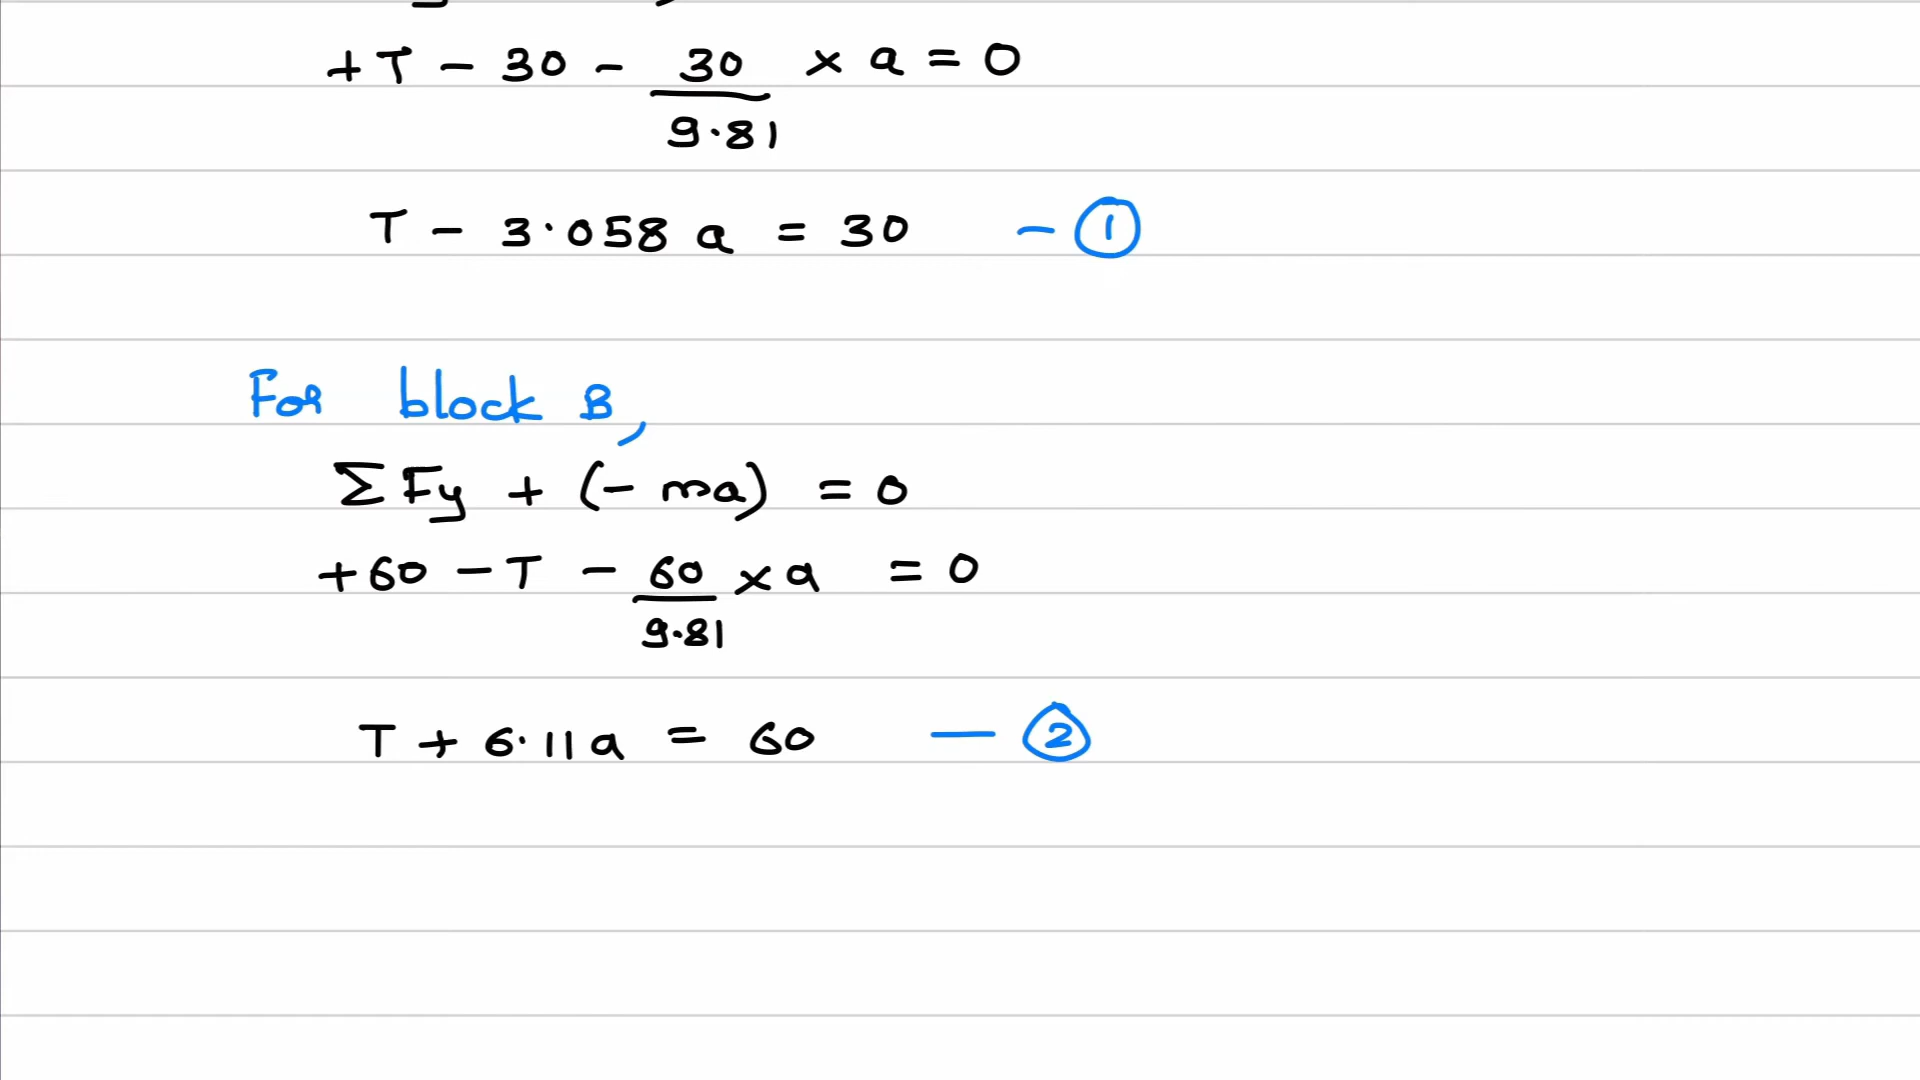 +T - 30 - 30/9.81 × a = 0
T - 3.058 a = 30 - ①
For block B,
ΣFy + (- ma) = 0
+60 - T - 60/9.81 × a = 0
T + 6.11a = 60 — ②